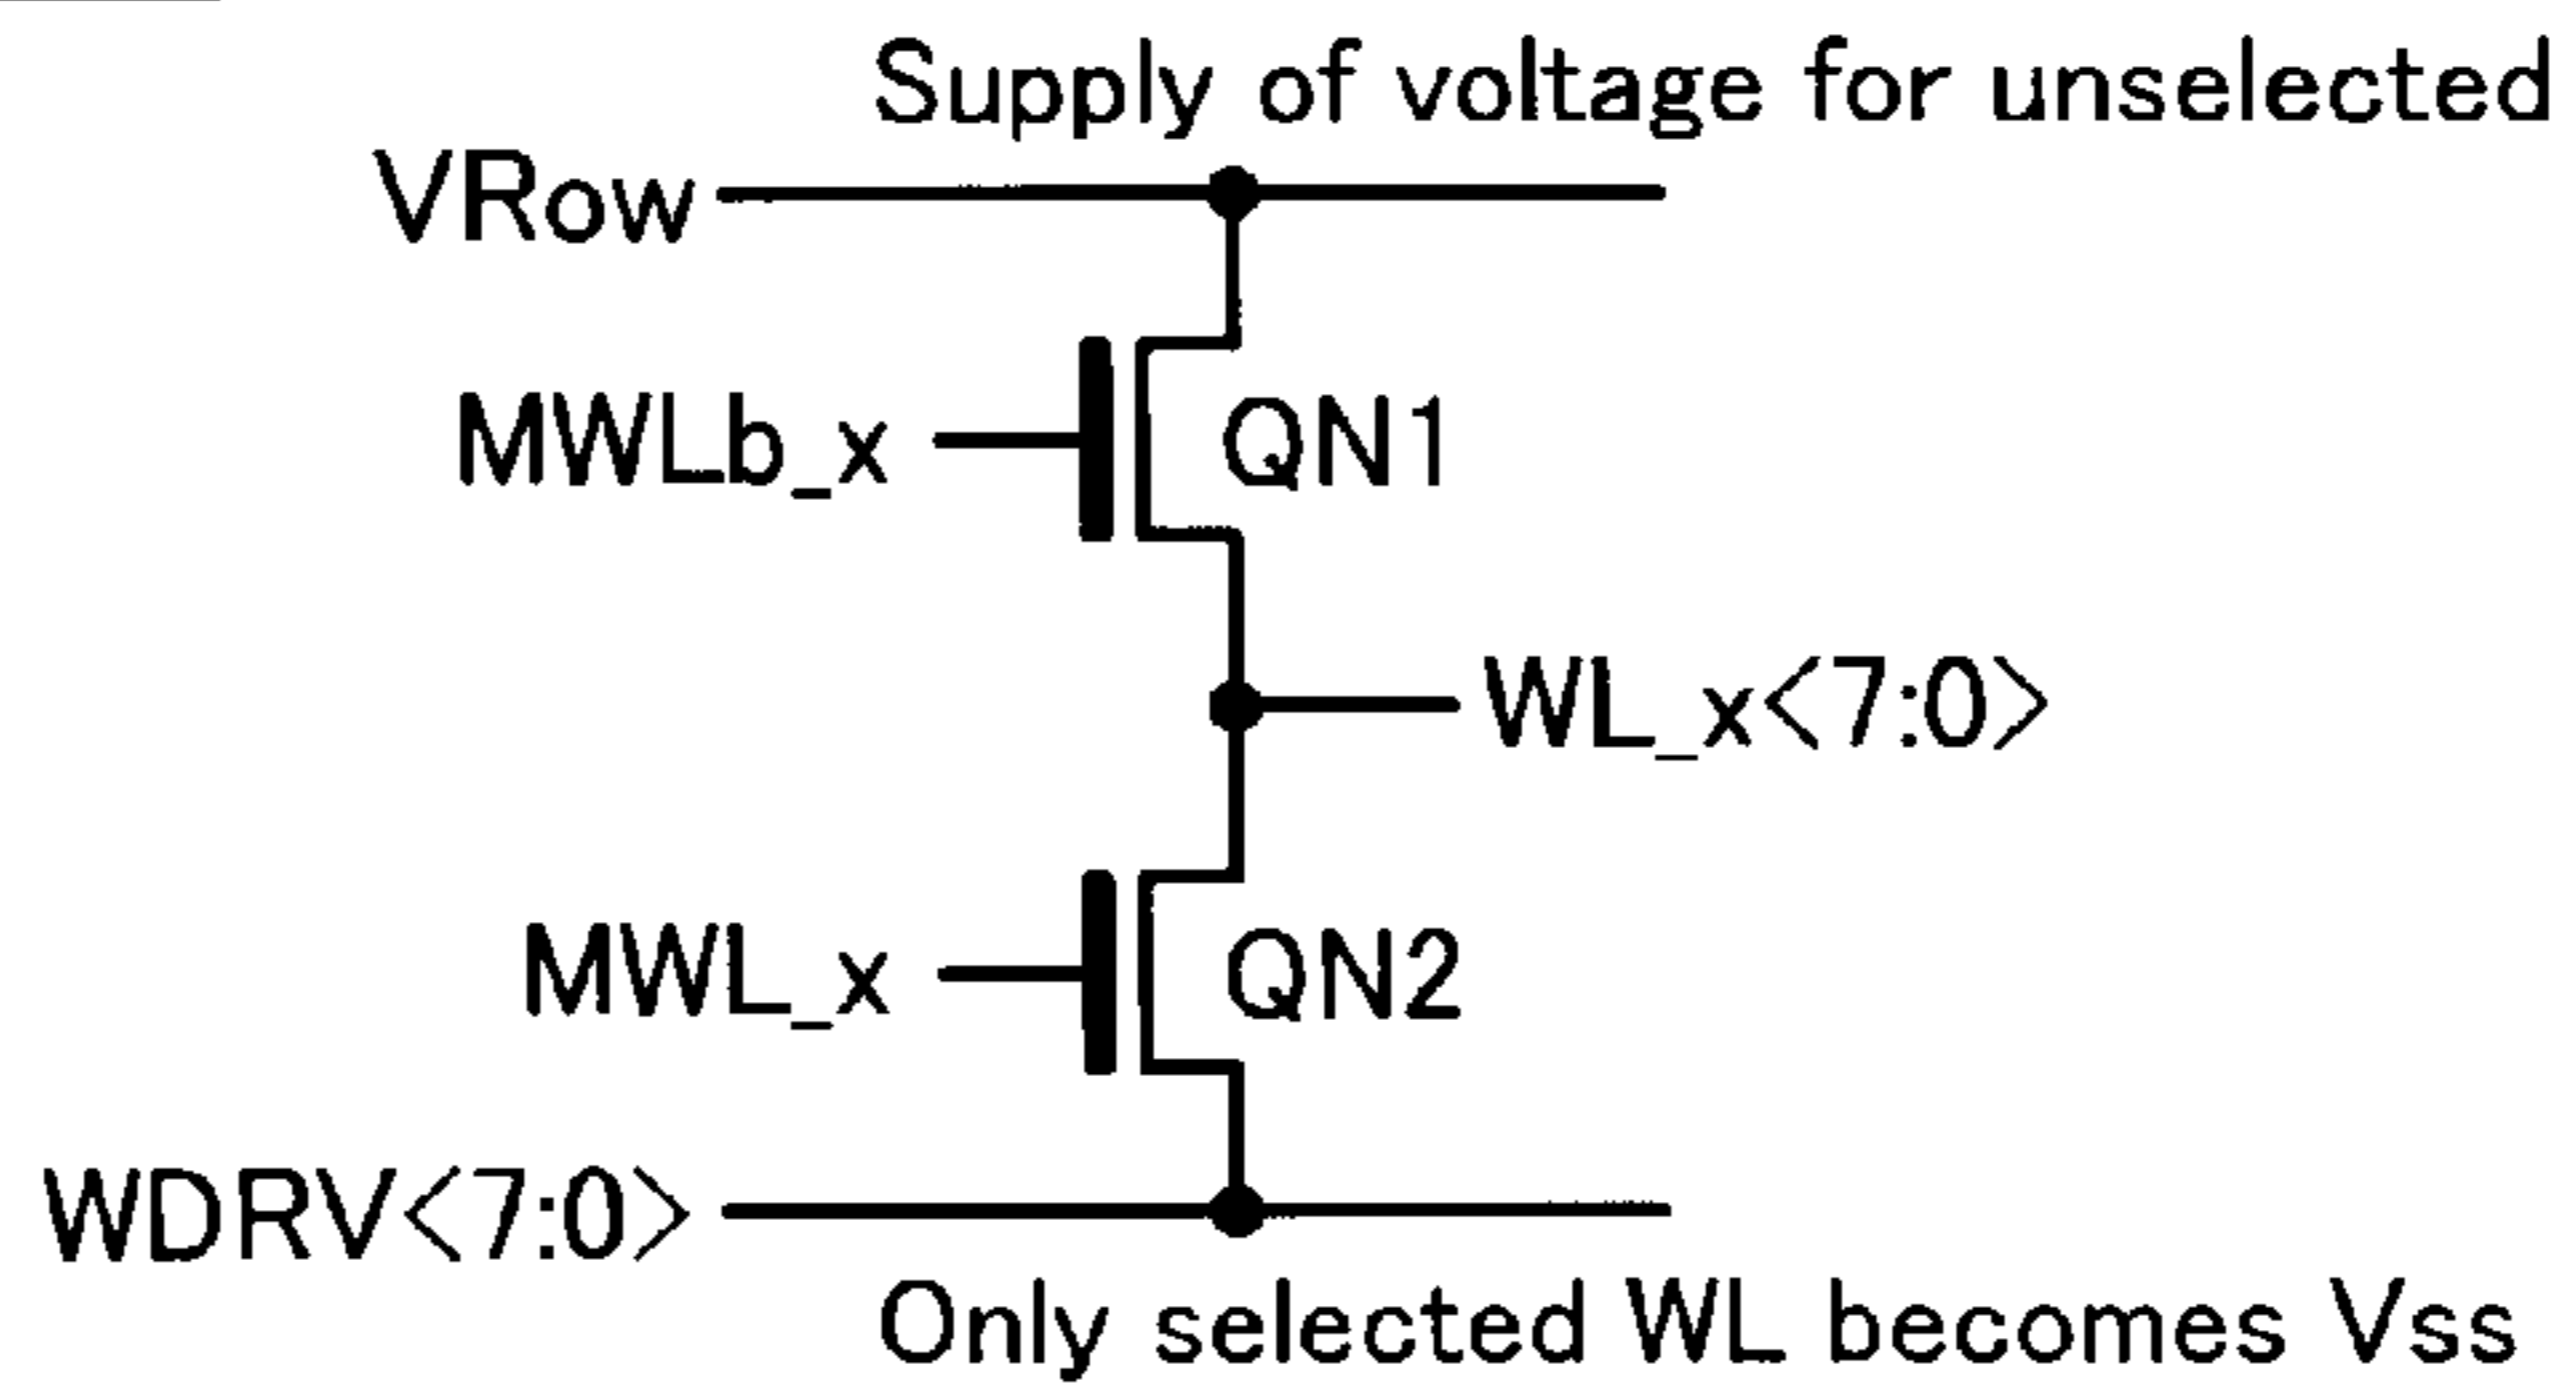 Supply of voltage for unselected
VRow
MWLb_x
QN1
WL_x<7:0>
MWL_x
QN2
WDRV<7:0>
Only selected WL becomes Vss